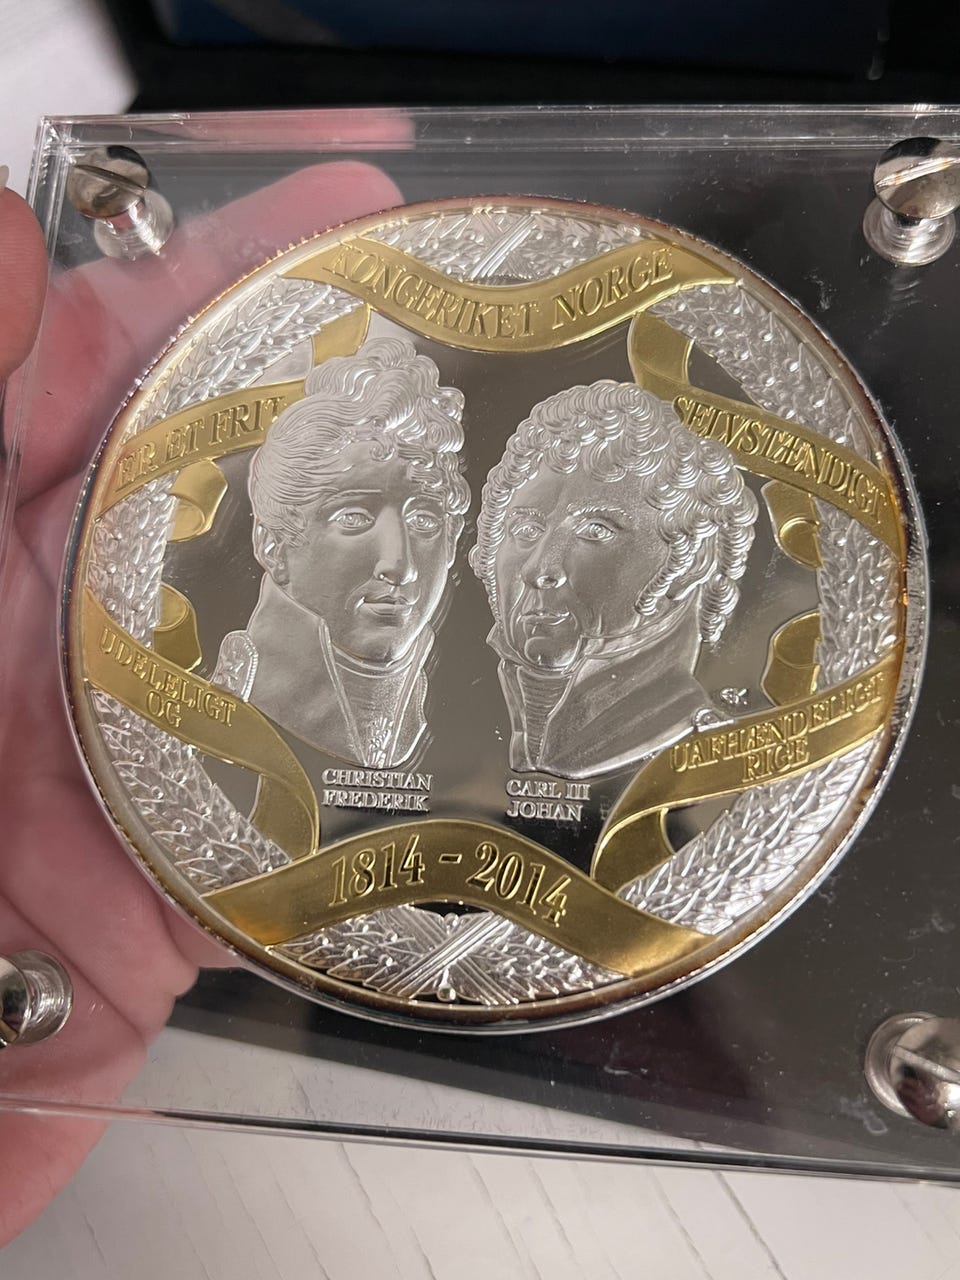 KONGERIKET NORGE
ER ET FRIT
SELVSTÆNDIGT
UDELELIGT
OG
UAFHÆNDELIGT
RIGE
CHRISTIAN
FREDERIK
CARL III
JOHAN
1814 - 2014